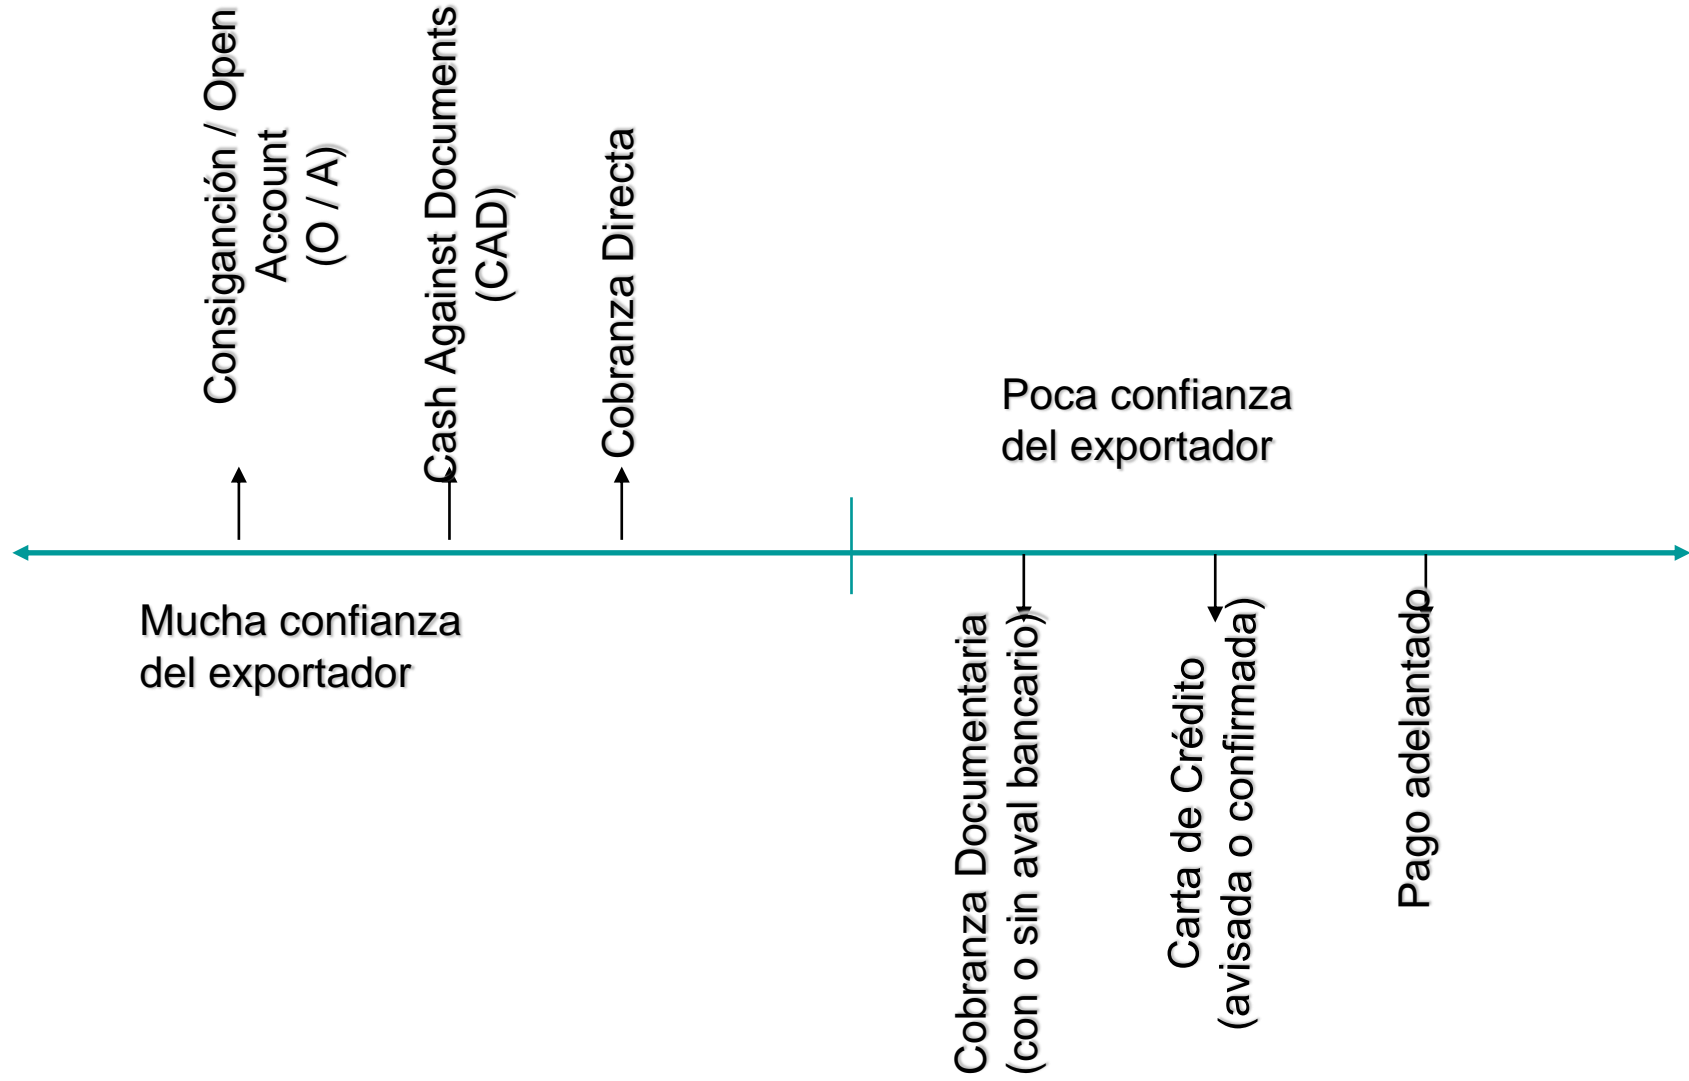 Consiganción / Open
Account
(O / A)
Cash Against Documents
(CAD)
Cobranza Directa
Poca confianza
del exportador
Mucha confianza
del exportador
Cobranza Documentaria
(con o sin aval bancario)
Carta de Crédito
(avisada o confirmada)
Pago adelantado